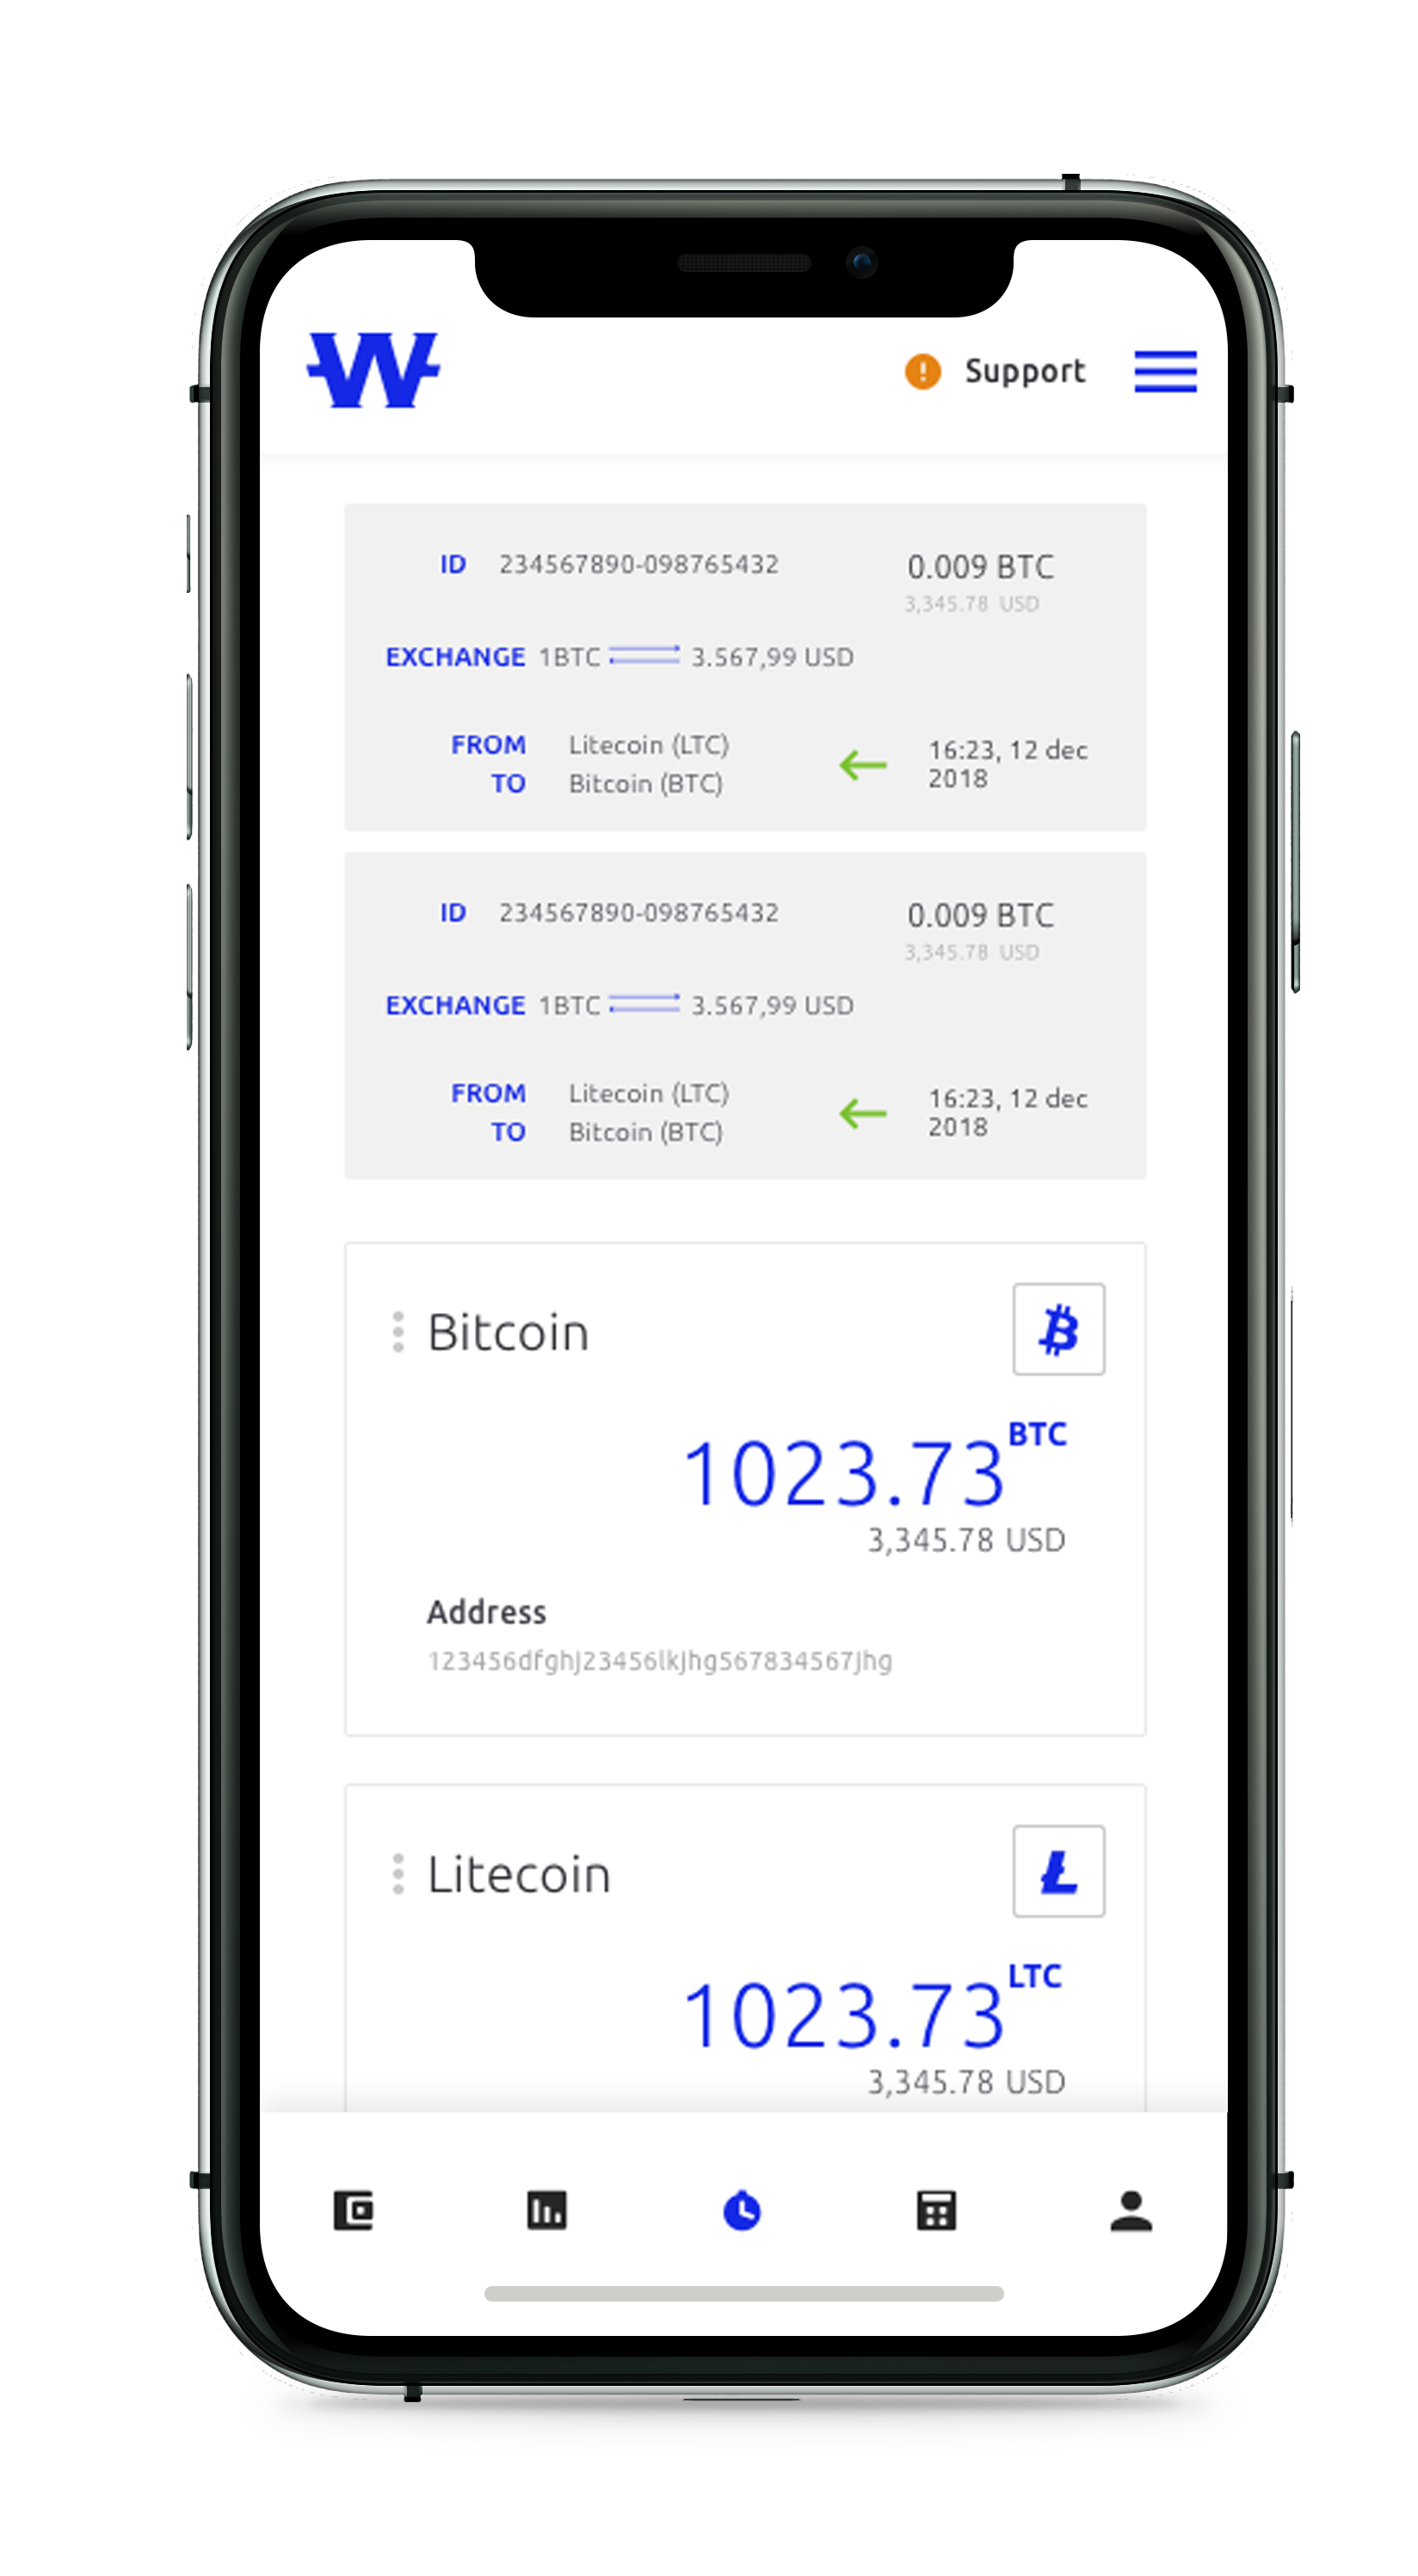 W
Support
ID 234567890-098765432 0.009 BTC
3,345.78 USD
EXCHANGE 1BTC 3.567,99 USD
FROM Litecoin (LTC)
TO Bitcoin (BTC)
16:23, 12 dec
2018
ID 234567890-098765432 0.009 BTC
3,345.78 USD
EXCHANGE 1BTC 3.567,99 USD
FROM Litecoin (LTC)
TO Bitcoin (BTC)
16:23, 12 dec
2018
Bitcoin
1023.73 BTC
3,345.78 USD
Address
123456dfghJ23456lkJhg567834567Jhg
Litecoin
1023.73 LTC
3,345.78 USD